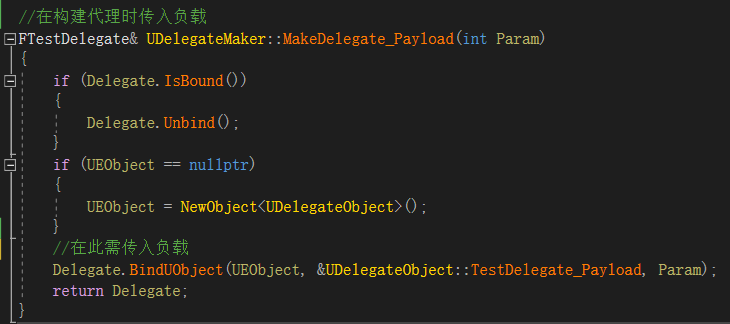 //在构建代理时传入负载
FTestDelegate& UDelegateMaker::MakeDelegate_Payload(int Param)
{
if (Delegate.IsBound())
{
Delegate.Unbind();
}
if (UEObject == nullptr)
{
UEObject = NewObject<UDelegateObject>();
}
//在此需传入负载
Delegate.BindUObject(UEObject, &UDelegateObject::TestDelegate_Payload, Param);
return Delegate;
}